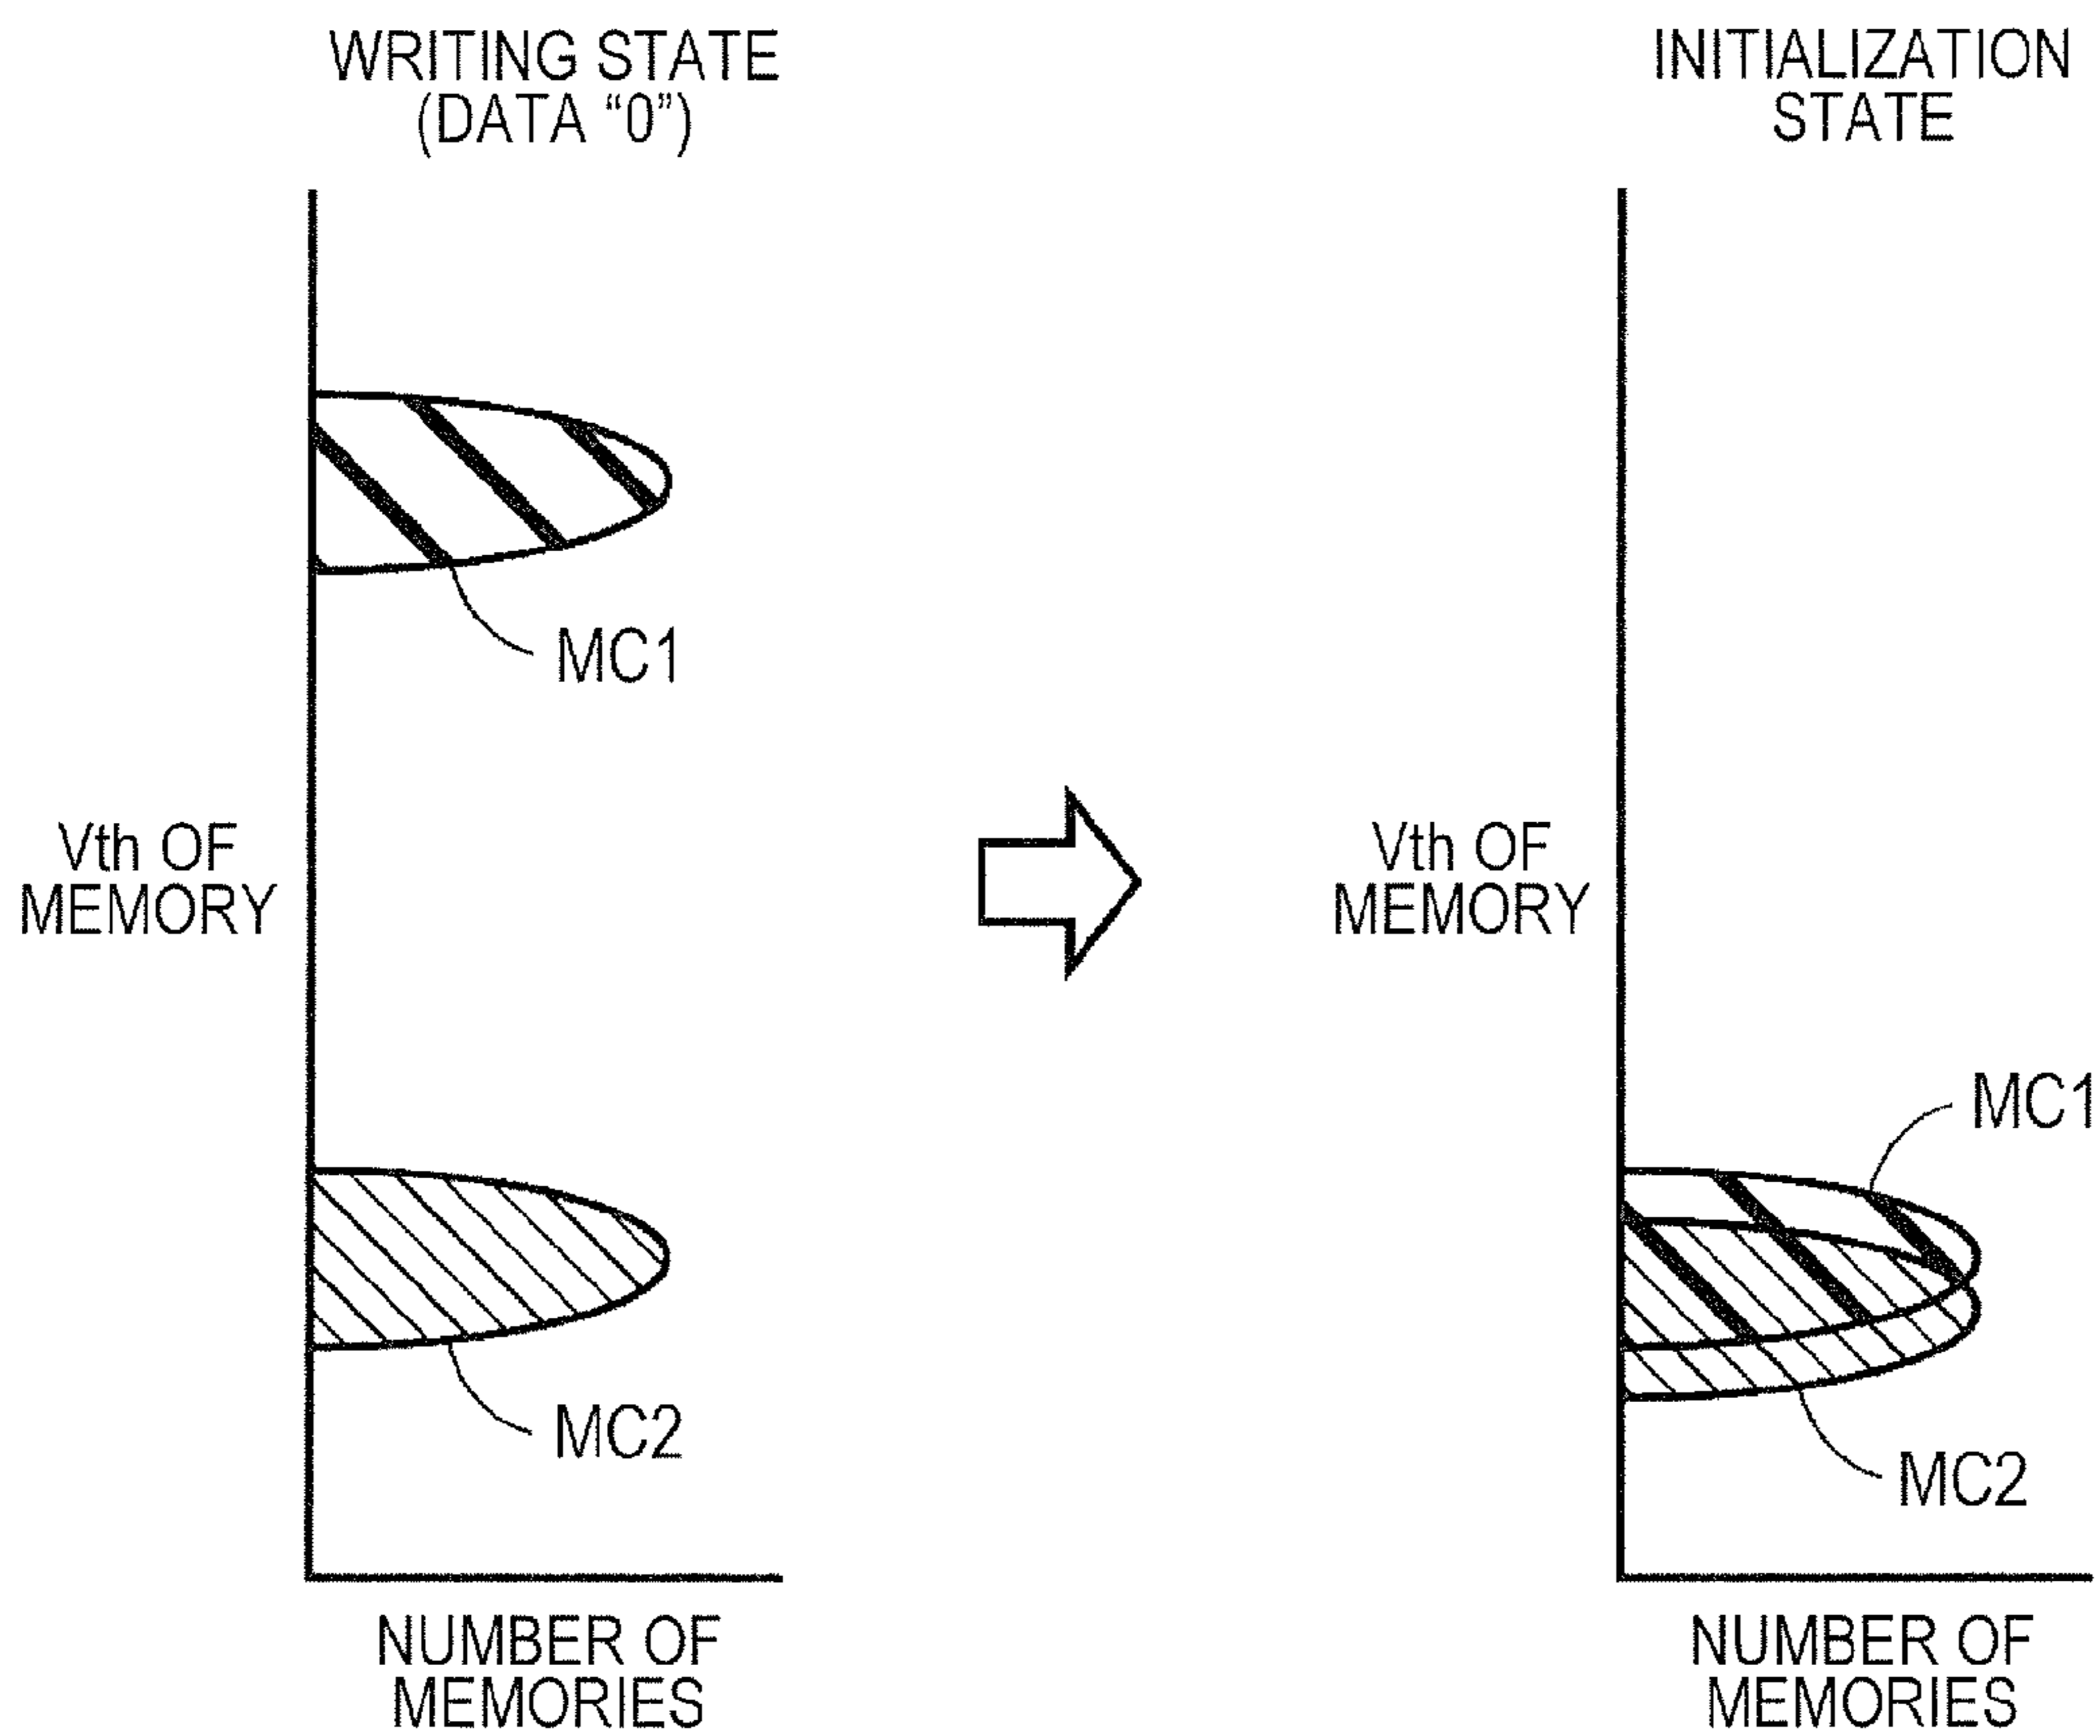 WRITING STATE
(DATA “0”)
MC1
Vth OF
MEMORY
MC2
NUMBER OF
MEMORIES
INITIALIZATION
STATE
Vth OF
MEMORY
MC1
MC2
NUMBER OF
MEMORIES